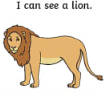 I can see a lion.